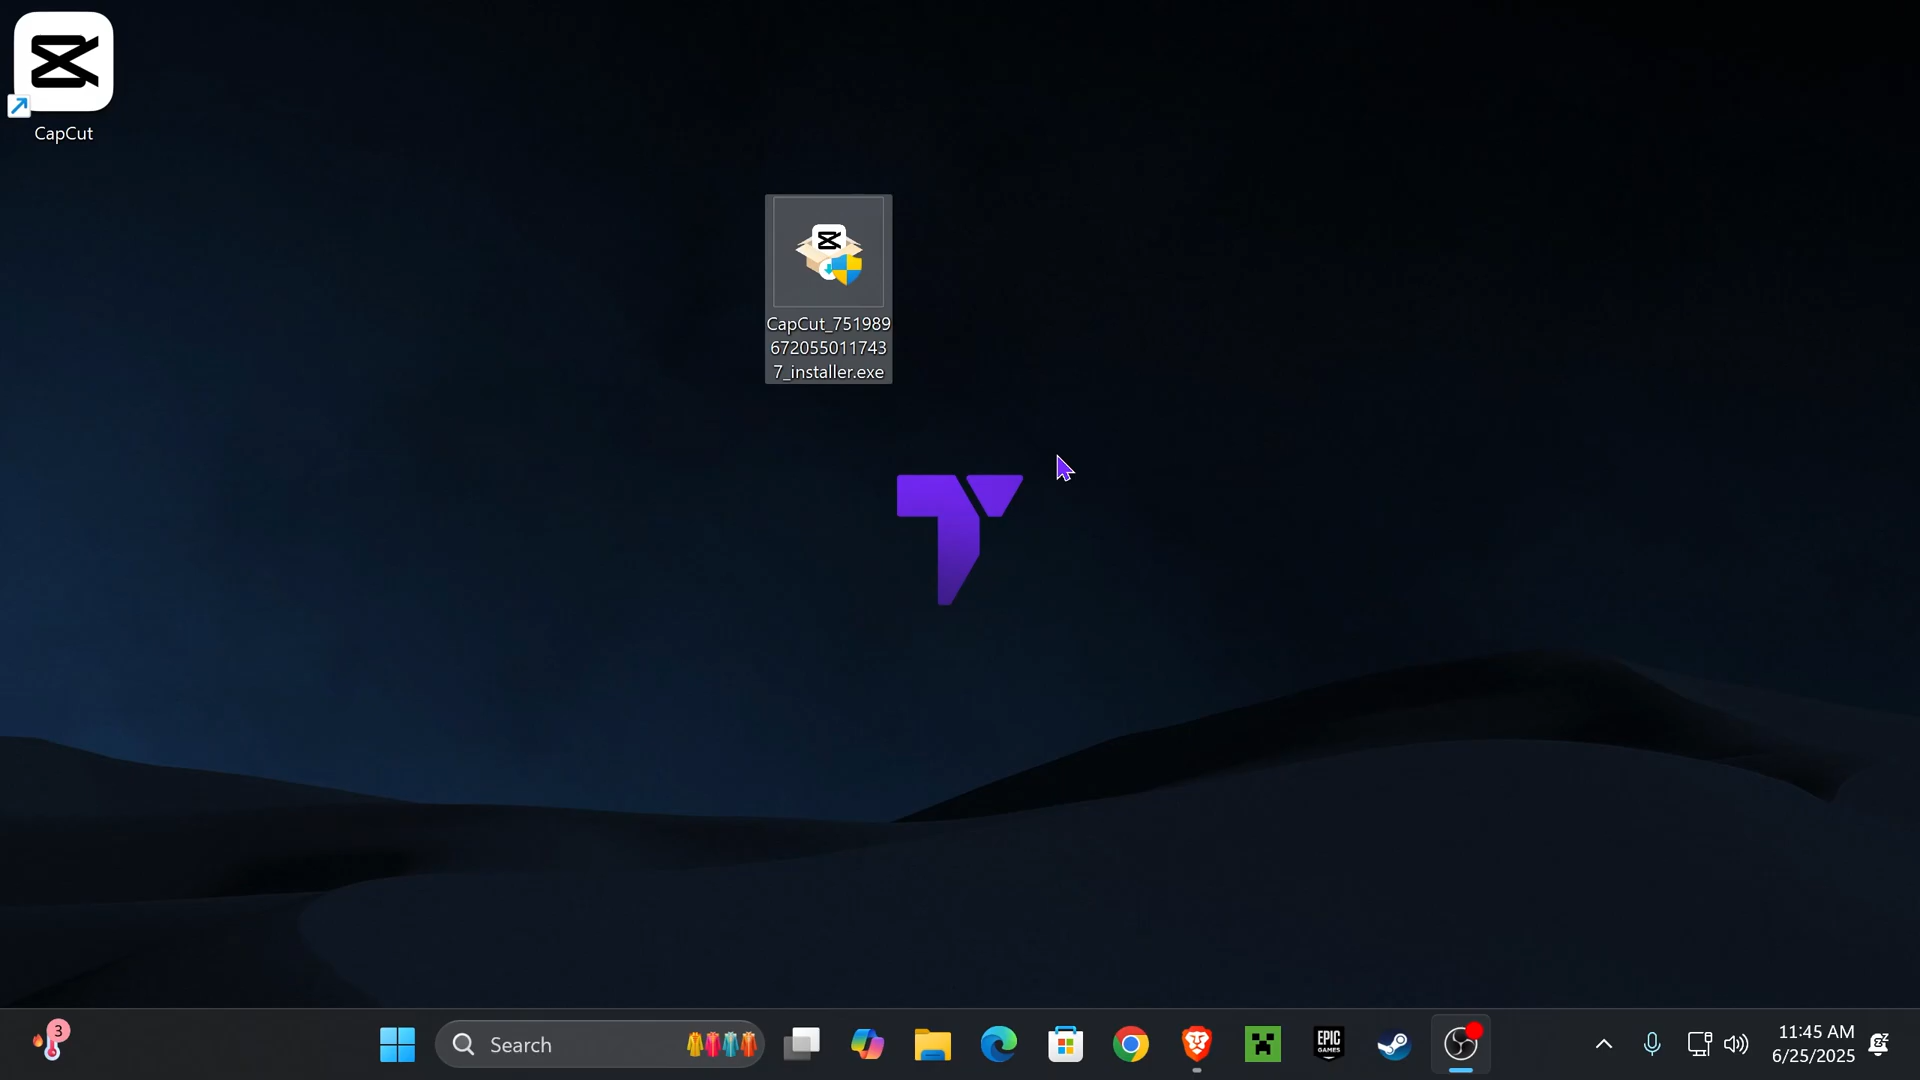 CapCut
CapCut_751989
672055011743
7_installer.exe
3
Search
EPIC
GAMES
11:45 AM
6/25/2025